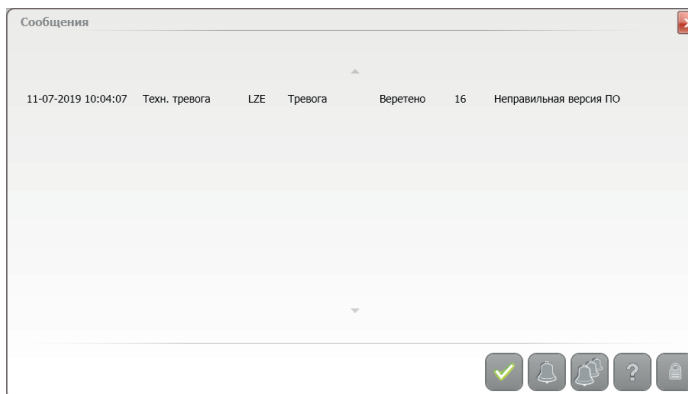 Сообщения
11-07-2019 10:04:07 Техн. тревога LZE Тревога Веретено 16 Неправильная версия ПО
?